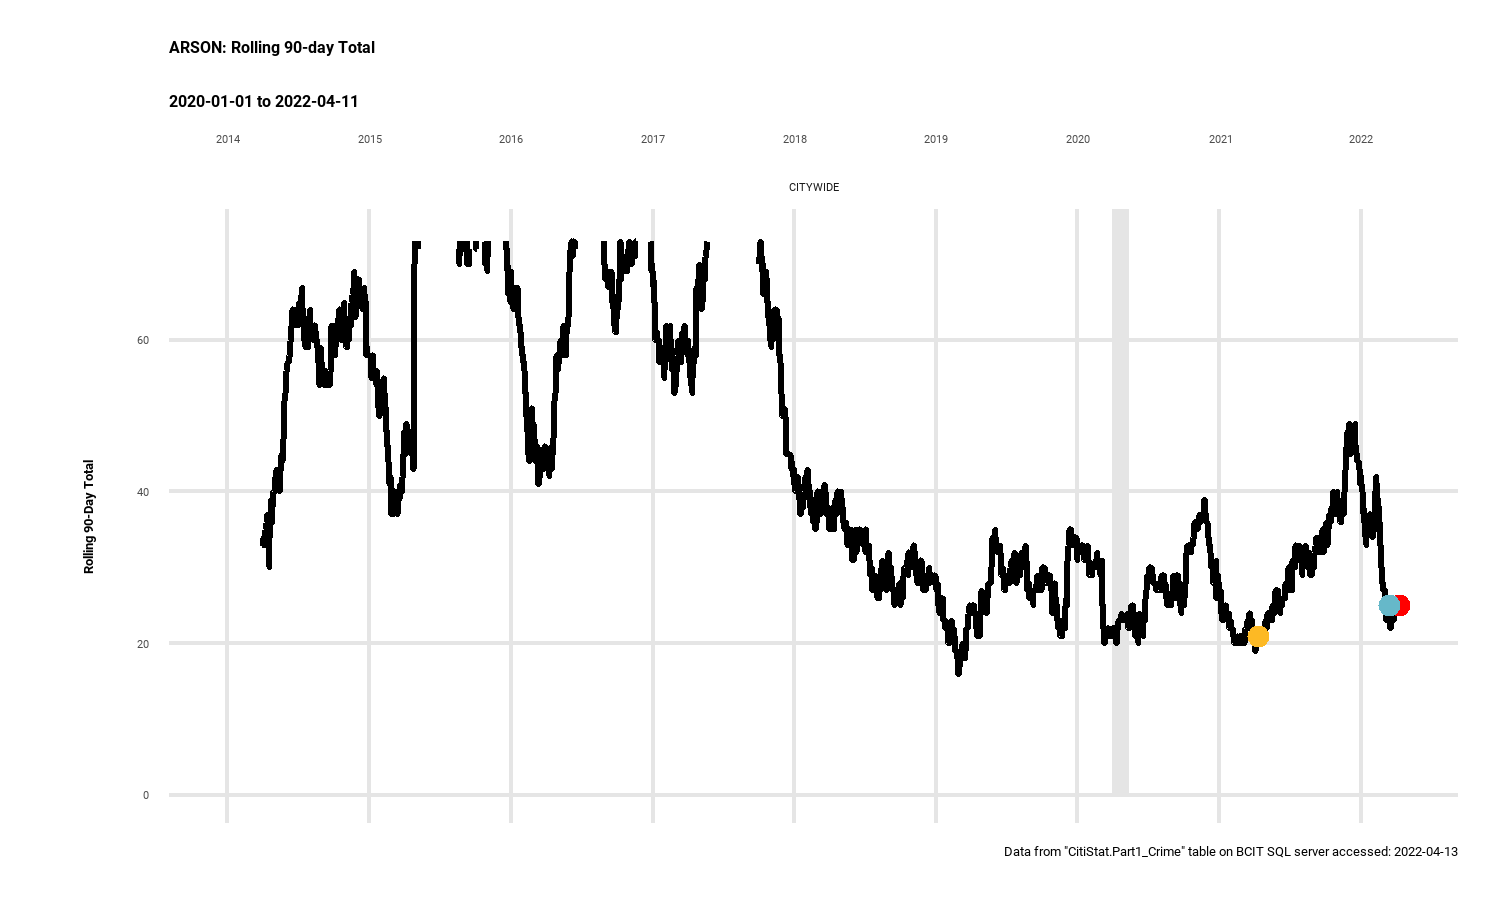 ARSON: Rolling 90-day Total
2020-01-01 to 2022-04-11
2014 2015 2016 2017 2018 2019 2020 2021 2022
CITYWIDE
60
40
20
0
Rolling 90-Day Total
Data from "CitiStat.Part1_Crime" table on BCIT SQL server accessed: 2022-04-13